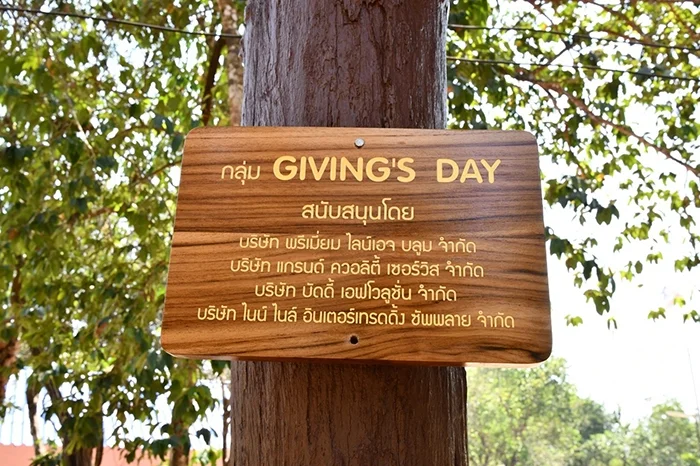 กลุ่ม GIVING'S DAY
สนับสนุนโดย
บริษัท พรีเมี่ยม ไลน์เอจ บลูม จำกัด
บริษัท แกรนด์ ควอลิตี้ เซอร์วิส จำกัด
บริษัท บัดดี้ เอฟโวลูชั่น จำกัด
บริษัท ไนน์ ไนล์ อินเตอร์เทรดดิ้ง ซัพพลาย จำกัด